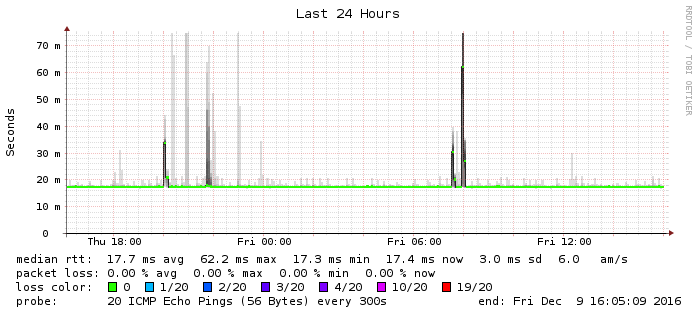 Last 24 Hours
RRDTOOL / TOBI OETIKER
Seconds
70 m
60 m
50 m
40 m
30 m
20 m
10 m
0
Thu 18:00 Fri 00:00 Fri 06:00 Fri 12:00
median rtt: 17.7 ms avg 62.2 ms max 17.3 ms min 17.4 ms now 3.0 ms sd 6.0 am/s
packet loss: 0.00 % avg 0.00 % max 0.00 % min 0.00 % now
loss color: 0 1/20 2/20 3/20 4/20 10/20 19/20
probe: 20 ICMP Echo Pings (56 Bytes) every 300s end: Fri Dec 9 16:05:09 2016